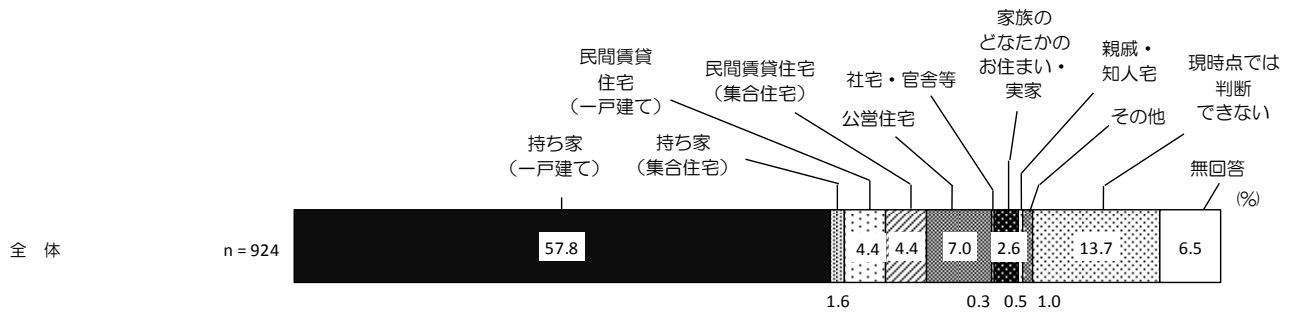 家族の
どなたかの
お住まい・
実家
親戚・
知人宅
民間賃貸
住宅
（一戸建て）
民間賃貸住宅
（集合住宅）
社宅・官舎等
現時点では
判断
できない
公営住宅
その他
持ち家
（一戸建て）
持ち家
（集合住宅）
無回答
(%)
全　体
n = 924
57.8
4.4
4.4
7.0
2.6
13.7
6.5
1.6
0.3
0.5
1.0